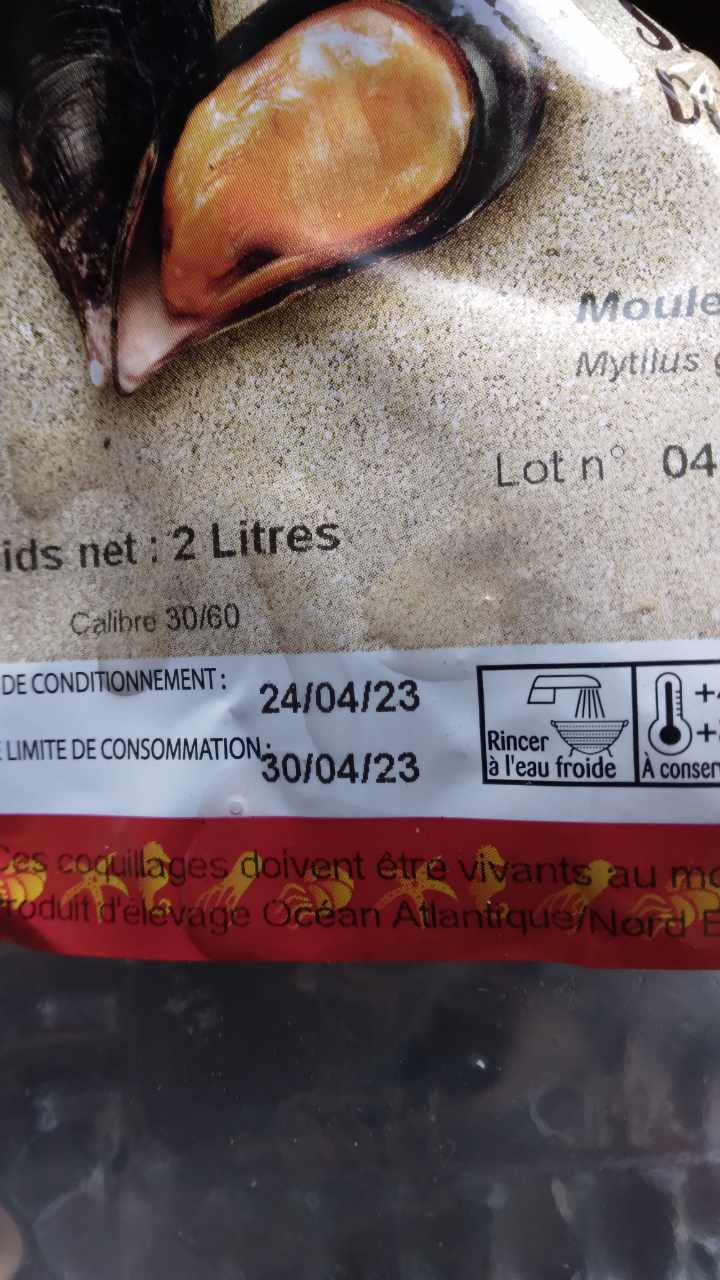 Moule
Mytilus
Lot n° 04
ids net : 2 Litres
Calibre 30/60
DE CONDITIONNEMENT : 24/04/23
LIMITE DE CONSOMMATION : 30/04/23
Rincer
à l'eau froide
À conser
Ces coquillages doivent être vivants au mo
Produit d'élevage Océan Atlantique/Nord E